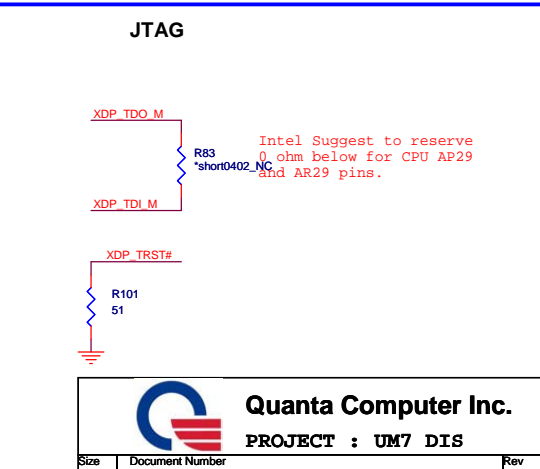 JTAG
XDP_TDO_M
R83
*short0402_NC
Intel Suggest to reserve
0 ohm below for CPU AP29
and AR29 pins.
XDP_TDI_M
XDP_TRST#
R101
51
Quanta Computer Inc.
PROJECT : UM7 DIS
Size Document Number Rev